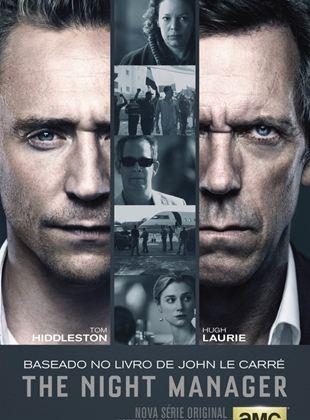 TOM
HIDDLESTON
HUGH
LAURIE
BASEADO NO LIVRO DE JOHN LE CARRÉ
THE NIGHT MANAGER
NOVA SÉRIE ORIGINAL
aMC